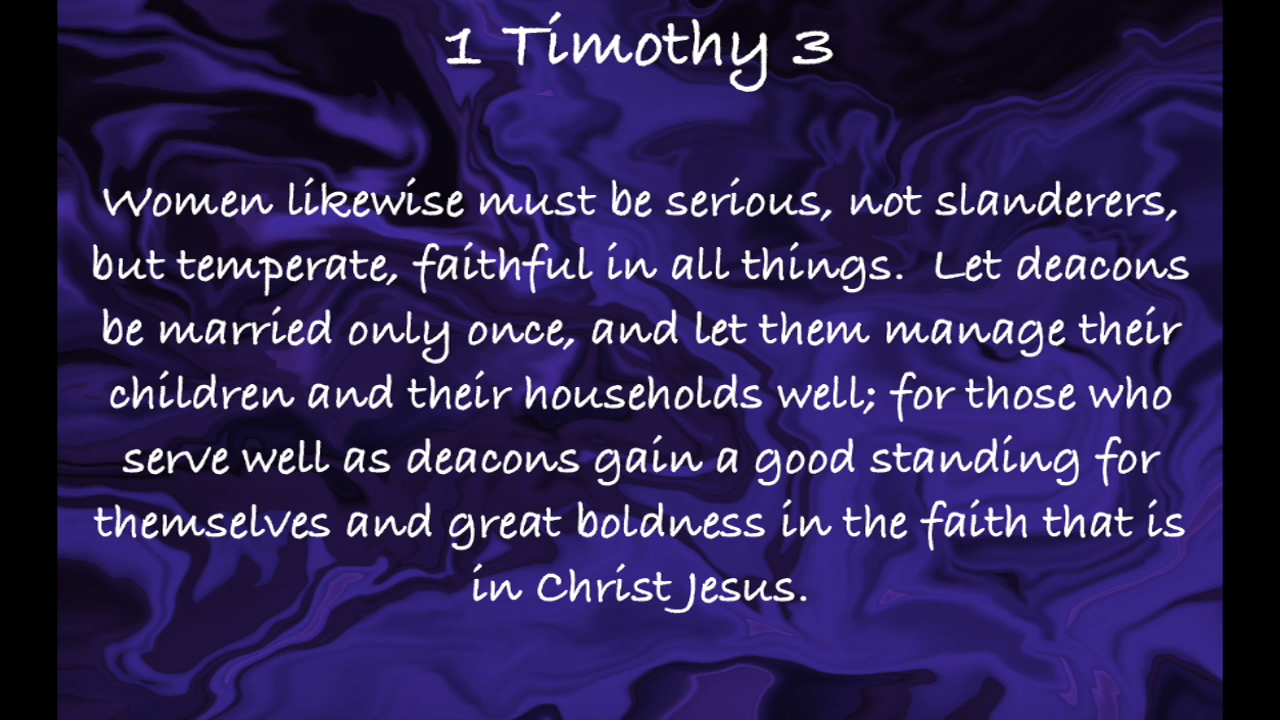 1 Timothy 3
Women likewise must be serious, not slanderers,
but temperate, faithful in all things.  Let deacons
be married only once, and let them manage their
children and their households well; for those who
serve well as deacons gain a good standing for
themselves and great boldness in the faith that is
in Christ Jesus.